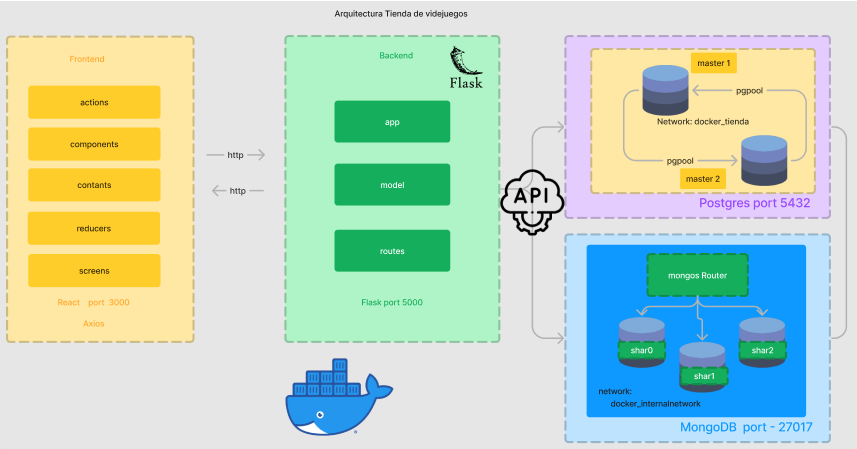 Arquitectura Tienda de videjuegos
Frontend
actions
components
contants
reducers
screens
React port 3000
Axios
http
http
Backend
Flask
app
model
routes
Flask port 5000
API
master 1
pgpool
Network: docker_tienda
pgpool
master 2
Postgres port 5432
mongos Router
shar0
shar1
shar2
network:
docker_internalnetwork
MongoDB port - 27017